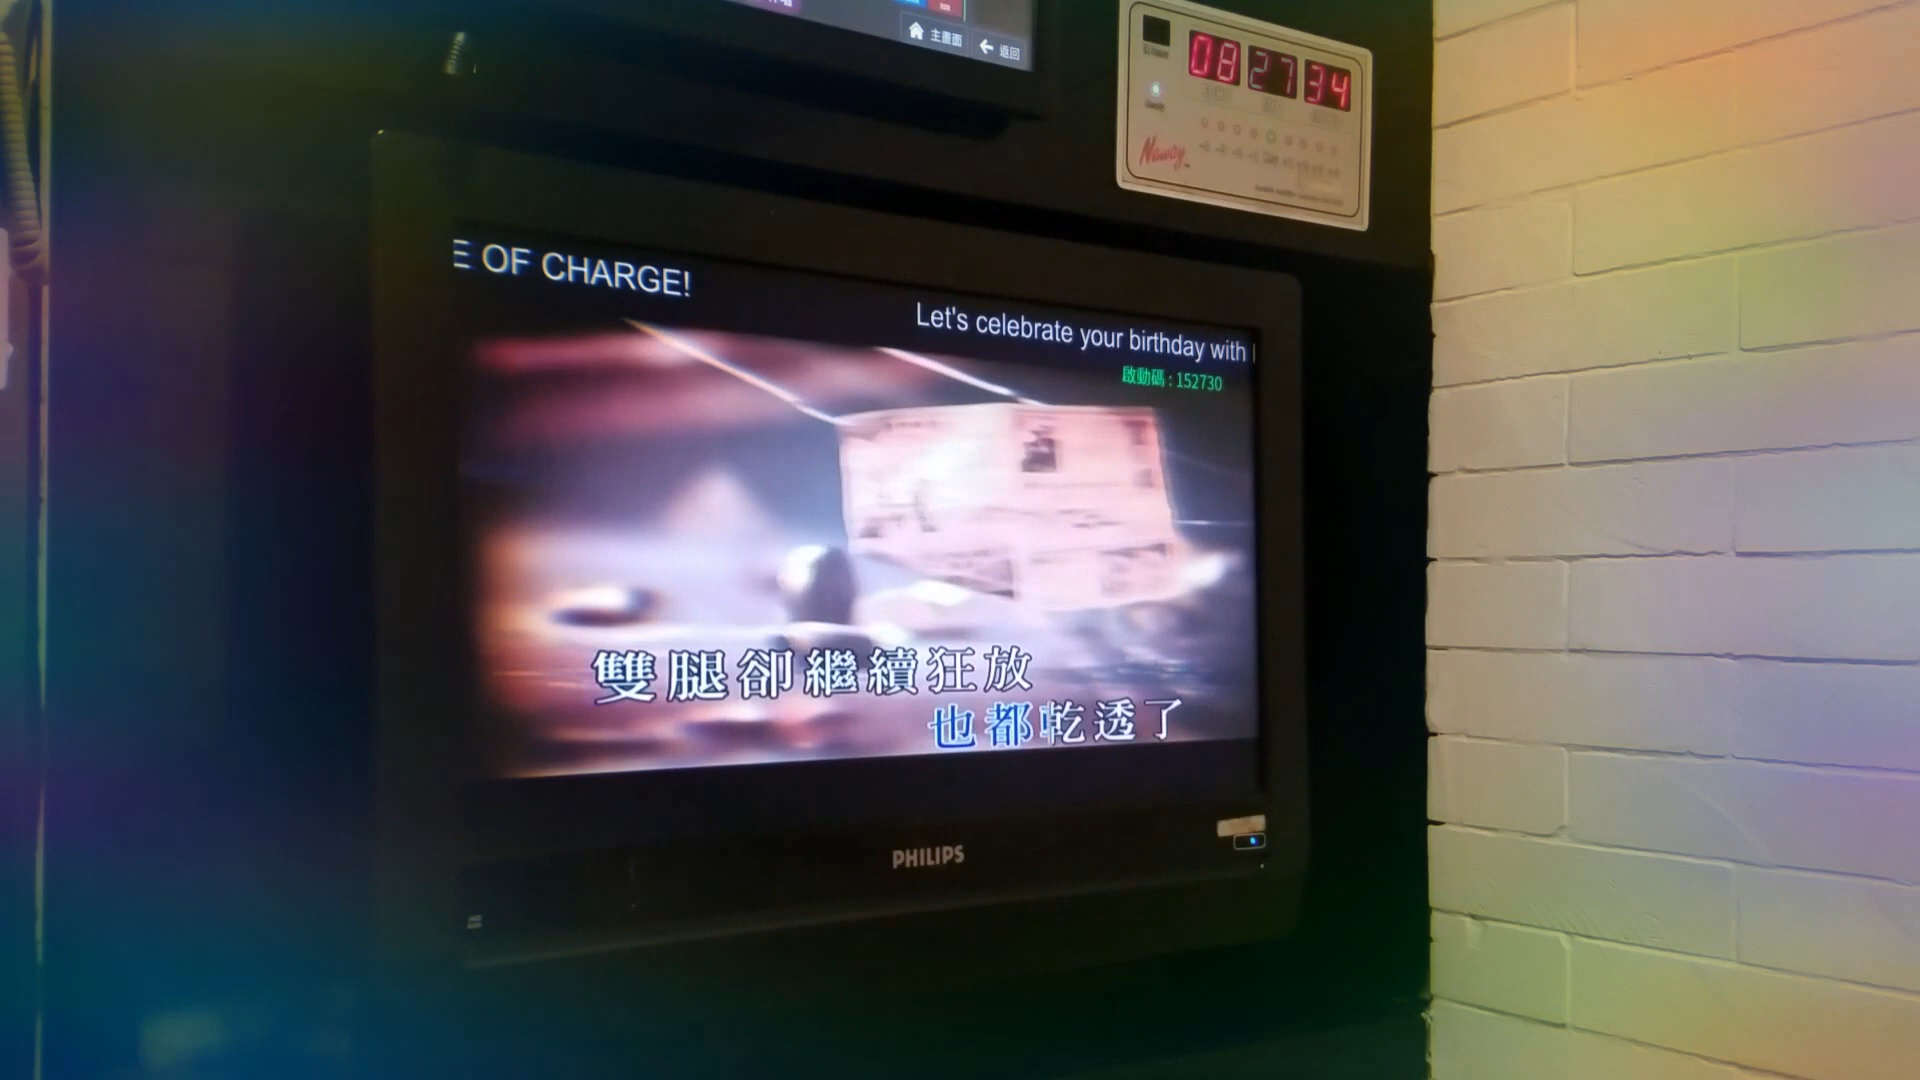 主畫面 返回
08 27 34
Neway
E OF CHARGE!
Let's celebrate your birthday with
啟動碼 : 152730
雙腿卻繼續狂放
也都乾透了
PHILIPS